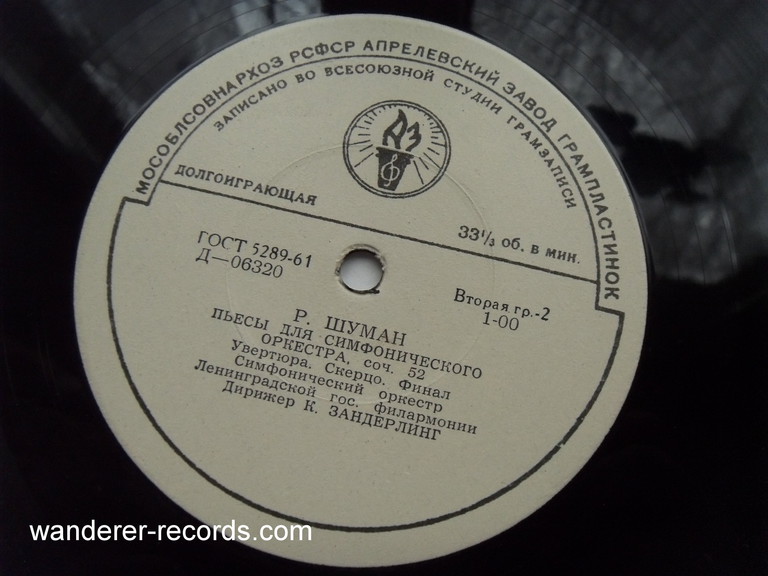 МОСОБЛСОВНАРХОЗ РСФСР АПРЕЛЕВСКИЙ ЗАВОД ГРАМПЛАСТИНОК
ЗАПИСАНО ВО ВСЕСОЮЗНОЙ СТУДИИ ГРАМЗАПИСИ
АЗ
ДОЛГОИГРАЮЩАЯ
33⅓ об. в мин.
ГОСТ 5289-61
Д—06320
Вторая гр.-2
1-00
Р. ШУМАН
ПЬЕСЫ ДЛЯ СИМФОНИЧЕСКОГО
ОРКЕСТРА, соч. 52
Увертюра. Скерцо. Финал
Симфонический оркестр
Ленинградской гос. филармонии
Дирижер К. ЗАНДЕРЛИНГ
wanderer-records.com